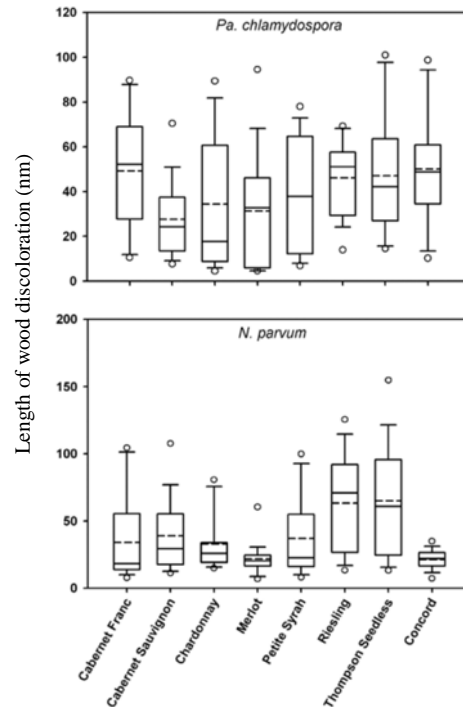 Length of wood discoloration (nm)
Pa. chlamydospora
120
100
80
60
40
20
0
N. parvum
200
150
100
50
0
Cabernet Franc
Cabernet Sauvignon
Chardonnay
Merlot
Petite Syrah
Riesling
Thompson Seedless
Concord